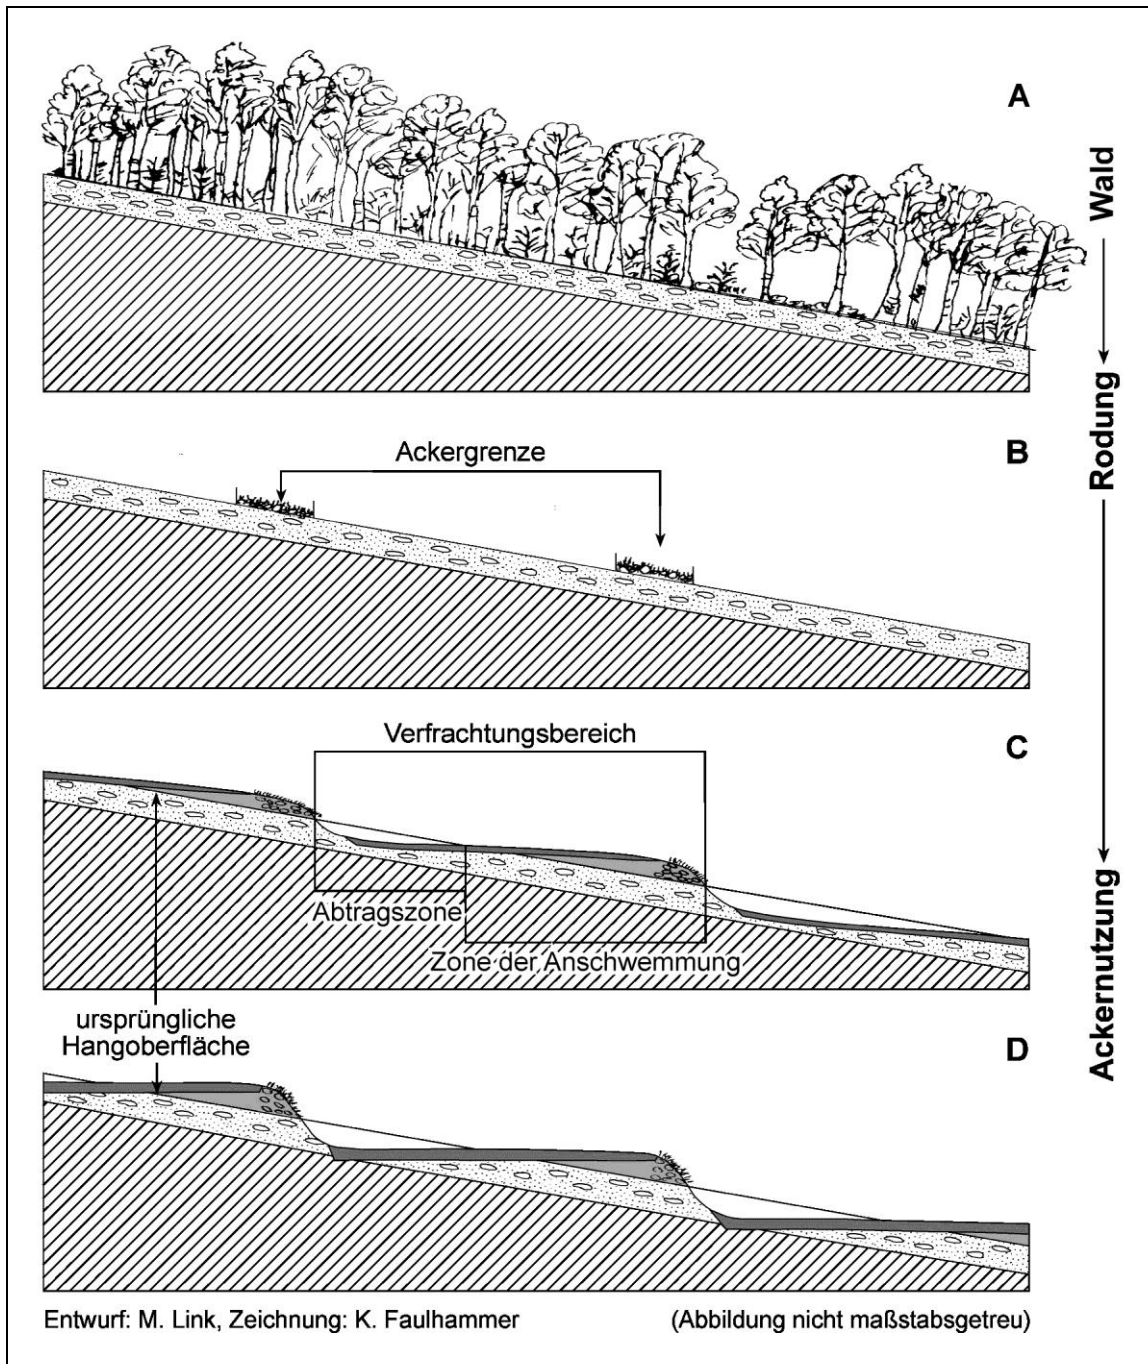 A
Wald
Rodung
Ackernutzung
B
Ackergrenze
C
Verfrachtungsbereich
Abtragszone
Zone der Anschwemmung
ursprüngliche
Hangoberfläche
D
Entwurf: M. Link, Zeichnung: K. Faulhammer
(Abbildung nicht maßstabsgetreu)